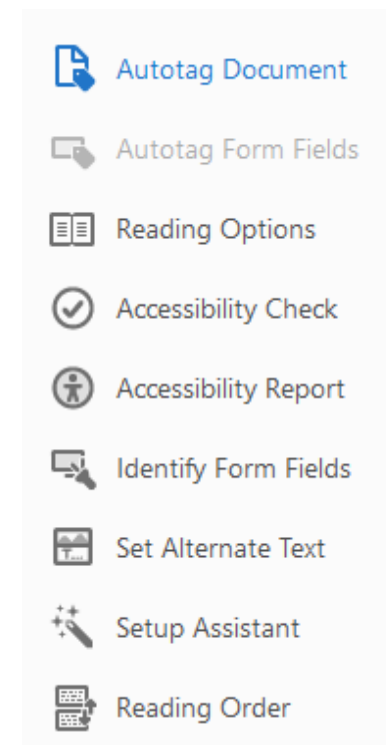 Autotag Document
Autotag Form Fields
Reading Options
Accessibility Check
Accessibility Report
Identify Form Fields
Set Alternate Text
Setup Assistant
Reading Order